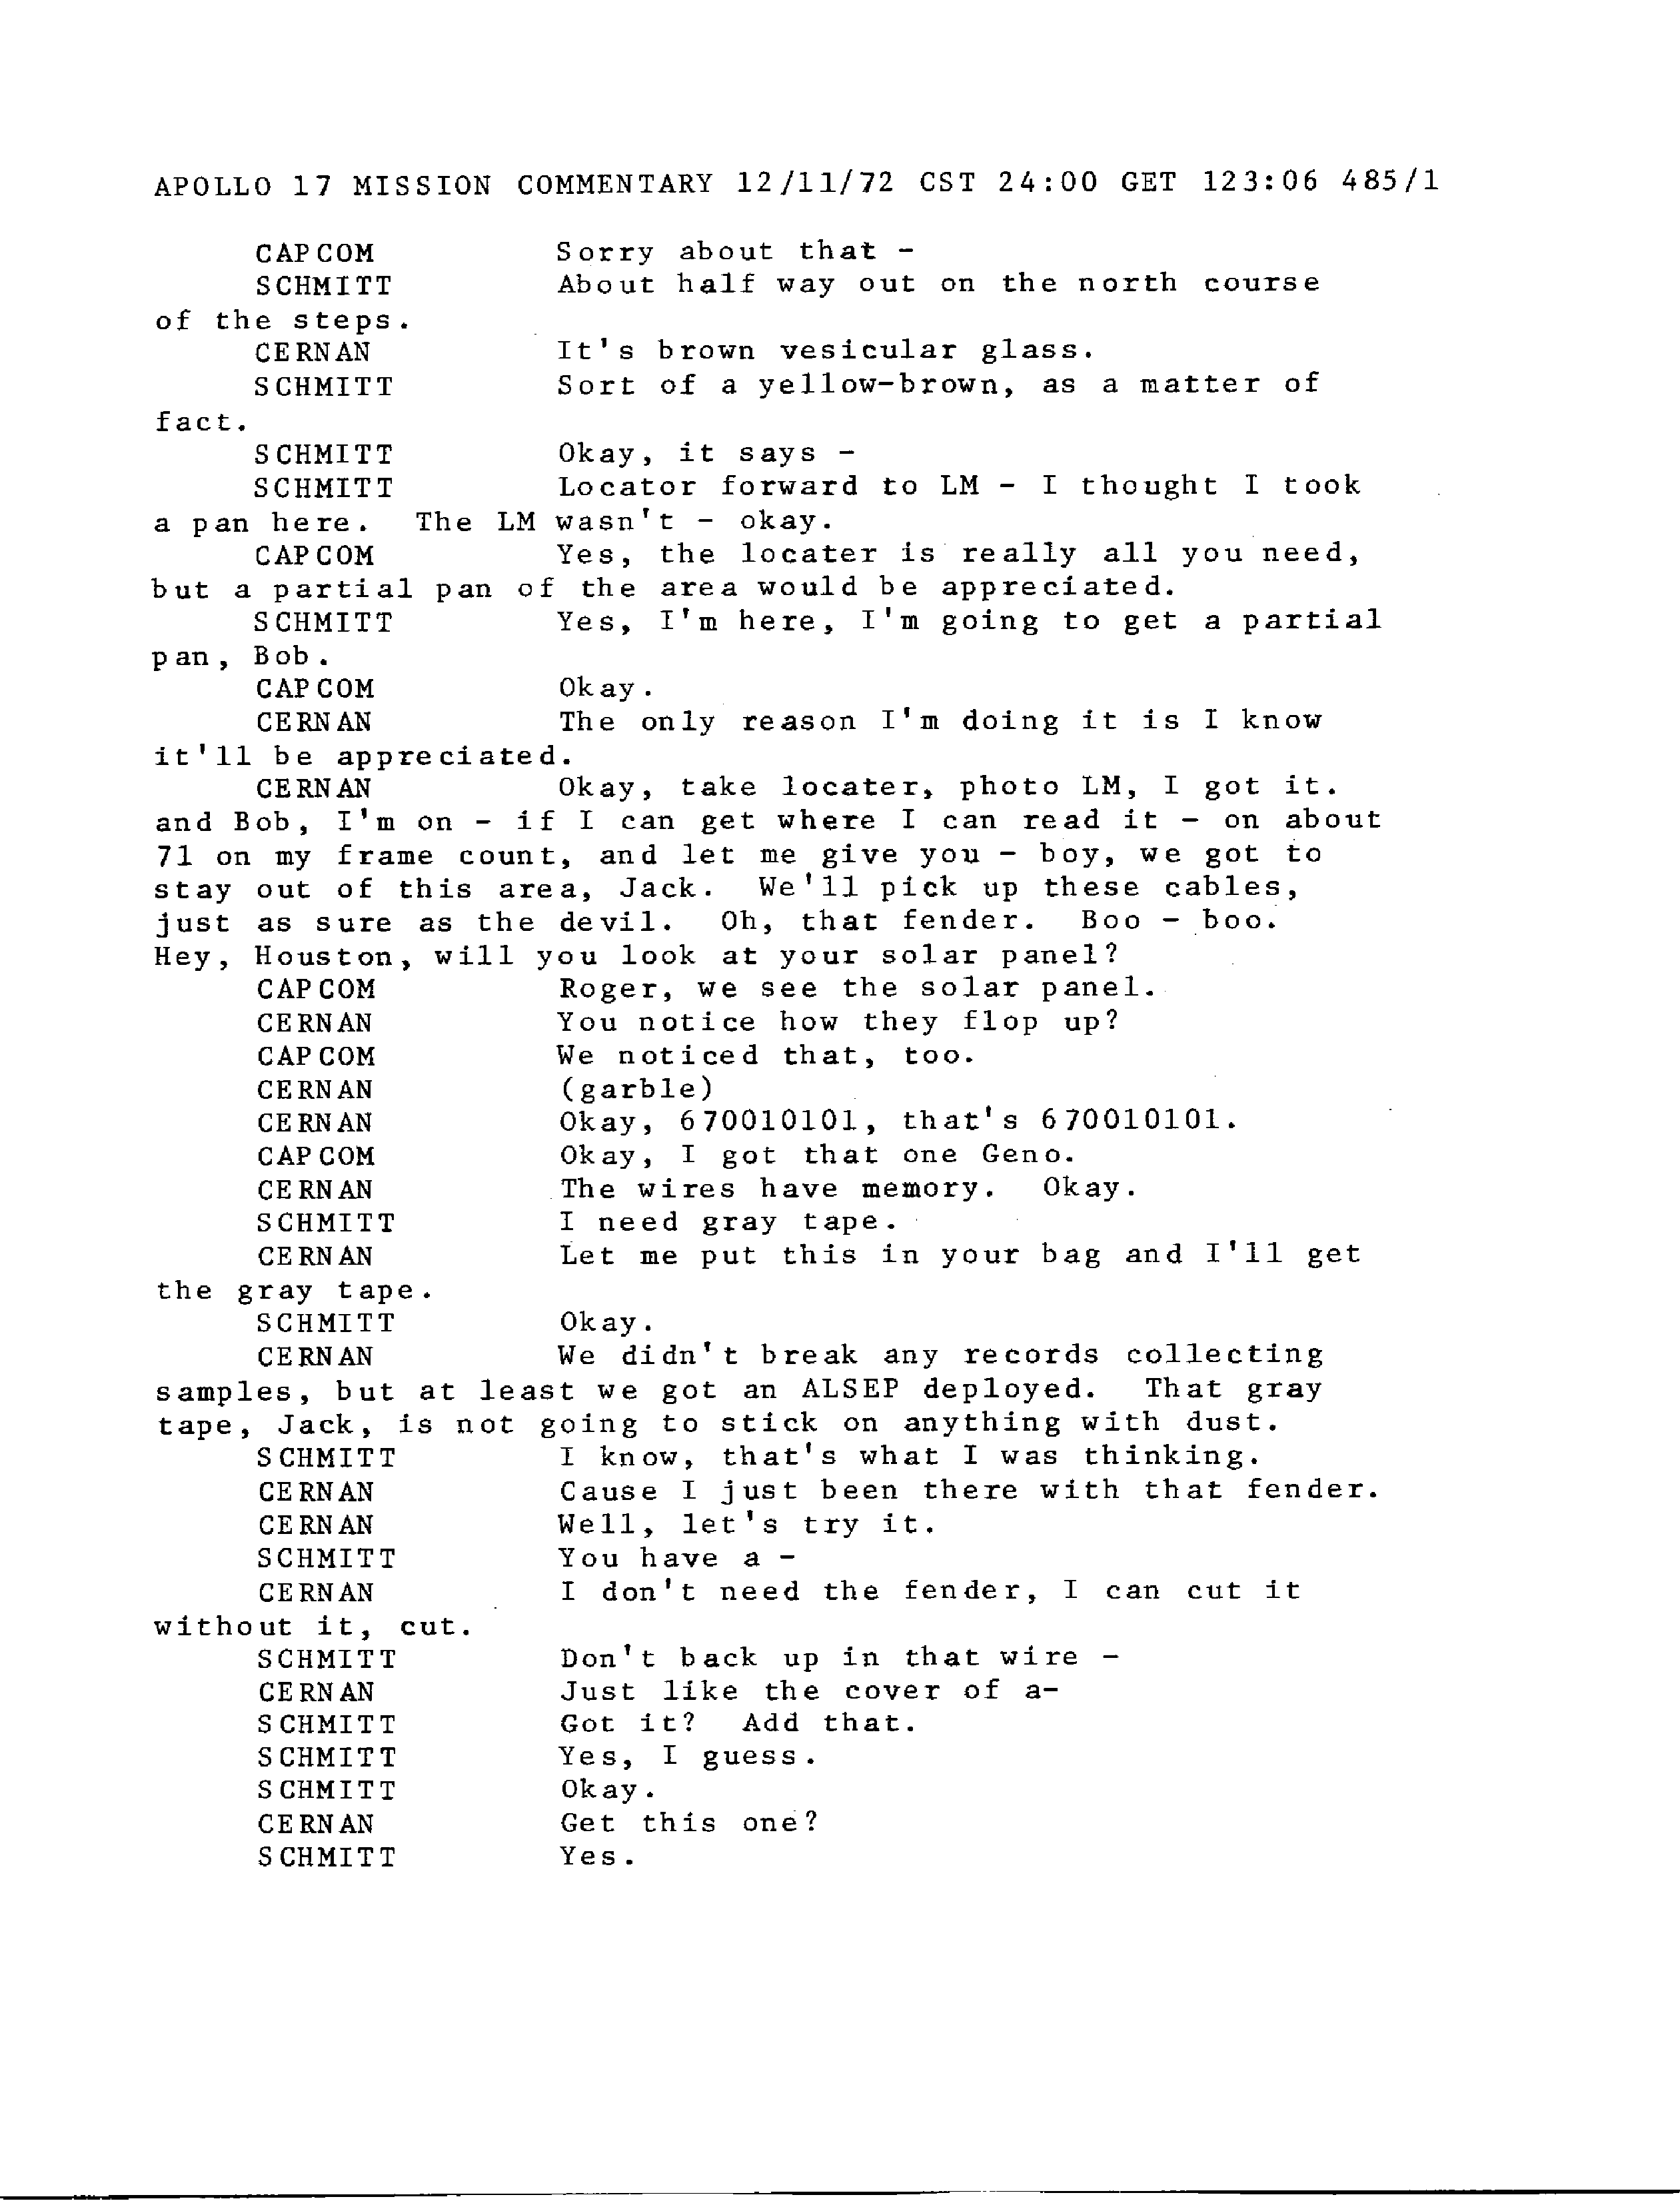 APOLLO 17 MISSION COMMENTARY 12/11/72 CST 24:00 GET 123:06 485/1
CAPCOM Sorry about that -
SCHMITT About half way out on the north course
of the steps.
CERNAN It's brown vesicular glass.
SCHMITT Sort of a yellow-brown, as a matter of
fact.
SCHMITT Okay, it says -
SCHMITT Locator forward to LM - I thought I took
a pan here. The LM wasn't - okay.
CAPCOM Yes, the locater is really all you need,
but a partial pan of the area would be appreciated.
SCHMITT Yes, I'm here, I'm going to get a partial
pan, Bob.
CAPCOM Okay.
CERNAN The only reason I'm doing it is I know
it'll be appreciated.
CERNAN Okay, take locater, photo LM, I got it.
and Bob, I'm on - if I can get where I can read it - on about
71 on my frame count, and let me give you - boy, we got to
stay out of this area, Jack. We'll pick up these cables,
just as sure as the devil. Oh, that fender. Boo - boo.
Hey, Houston, will you look at your solar panel?
CAPCOM Roger, we see the solar panel.
CERNAN You notice how they flop up?
CAPCOM We noticed that, too.
CERNAN (garble)
CERNAN Okay, 670010101, that's 670010101.
CAPCOM Okay, I got that one Geno.
CERNAN The wires have memory. Okay.
SCHMITT I need gray tape.
CERNAN Let me put this in your bag and I'll get
the gray tape.
SCHMITT Okay.
CERNAN We didn't break any records collecting
samples, but at least we got an ALSEP deployed. That gray
tape, Jack, is not going to stick on anything with dust.
SCHMITT I know, that's what I was thinking.
CERNAN Cause I just been there with that fender.
CERNAN Well, let's try it.
SCHMITT You have a -
CERNAN I don't need the fender, I can cut it
without it, cut.
SCHMITT Don't back up in that wire -
CERNAN Just like the cover of a-
SCHMITT Got it? Add that.
SCHMITT Yes, I guess.
SCHMITT Okay.
CERNAN Get this one?
SCHMITT Yes.